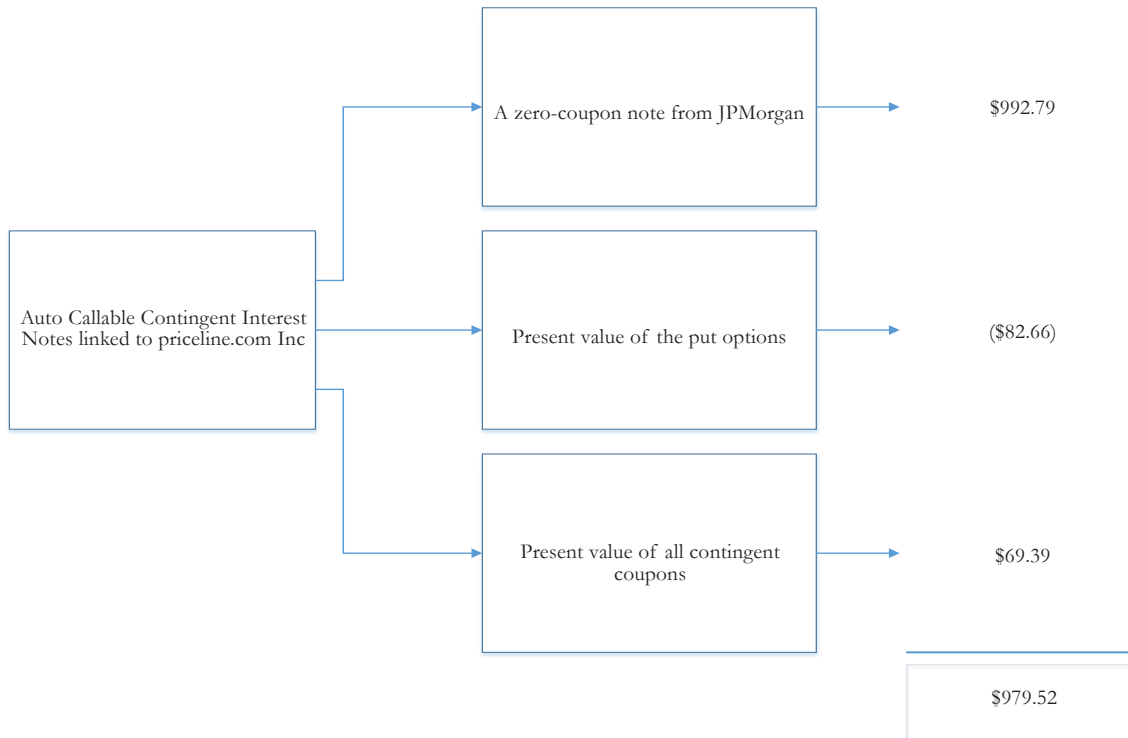 A zero-coupon note from JPMorgan
$992.79
Auto Callable Contingent Interest
Notes linked to priceline.com Inc
Present value of the put options
($82.66)
Present value of all contingent
coupons
$69.39
$979.52